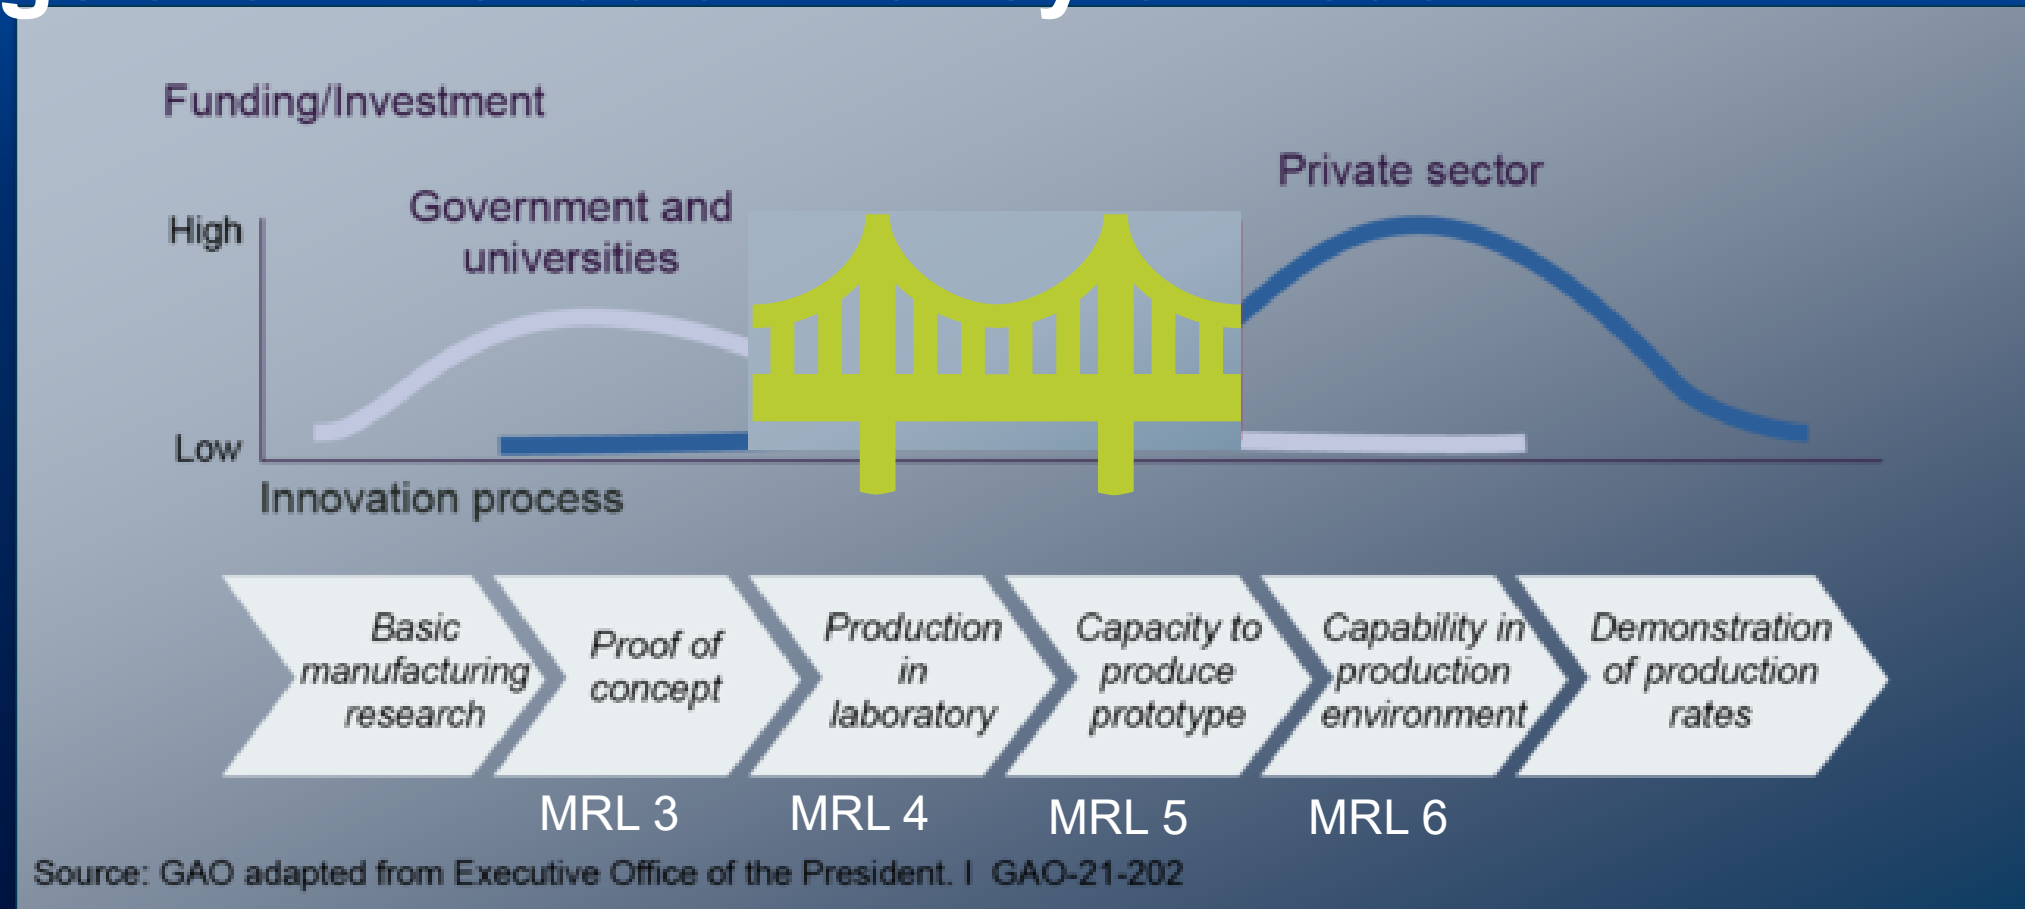 Funding/Investment
Private sector
Government and
universities
High
Low
Innovation process
Basic
manufacturing
research
Proof of
concept
Production
in
laboratory
Capacity to
produce
prototype
Capability in
production
environment
Demonstration
of production
rates
MRL 3
MRL 4
MRL 5
MRL 6
Source: GAO adapted from Executive Office of the President. I GAO-21-202